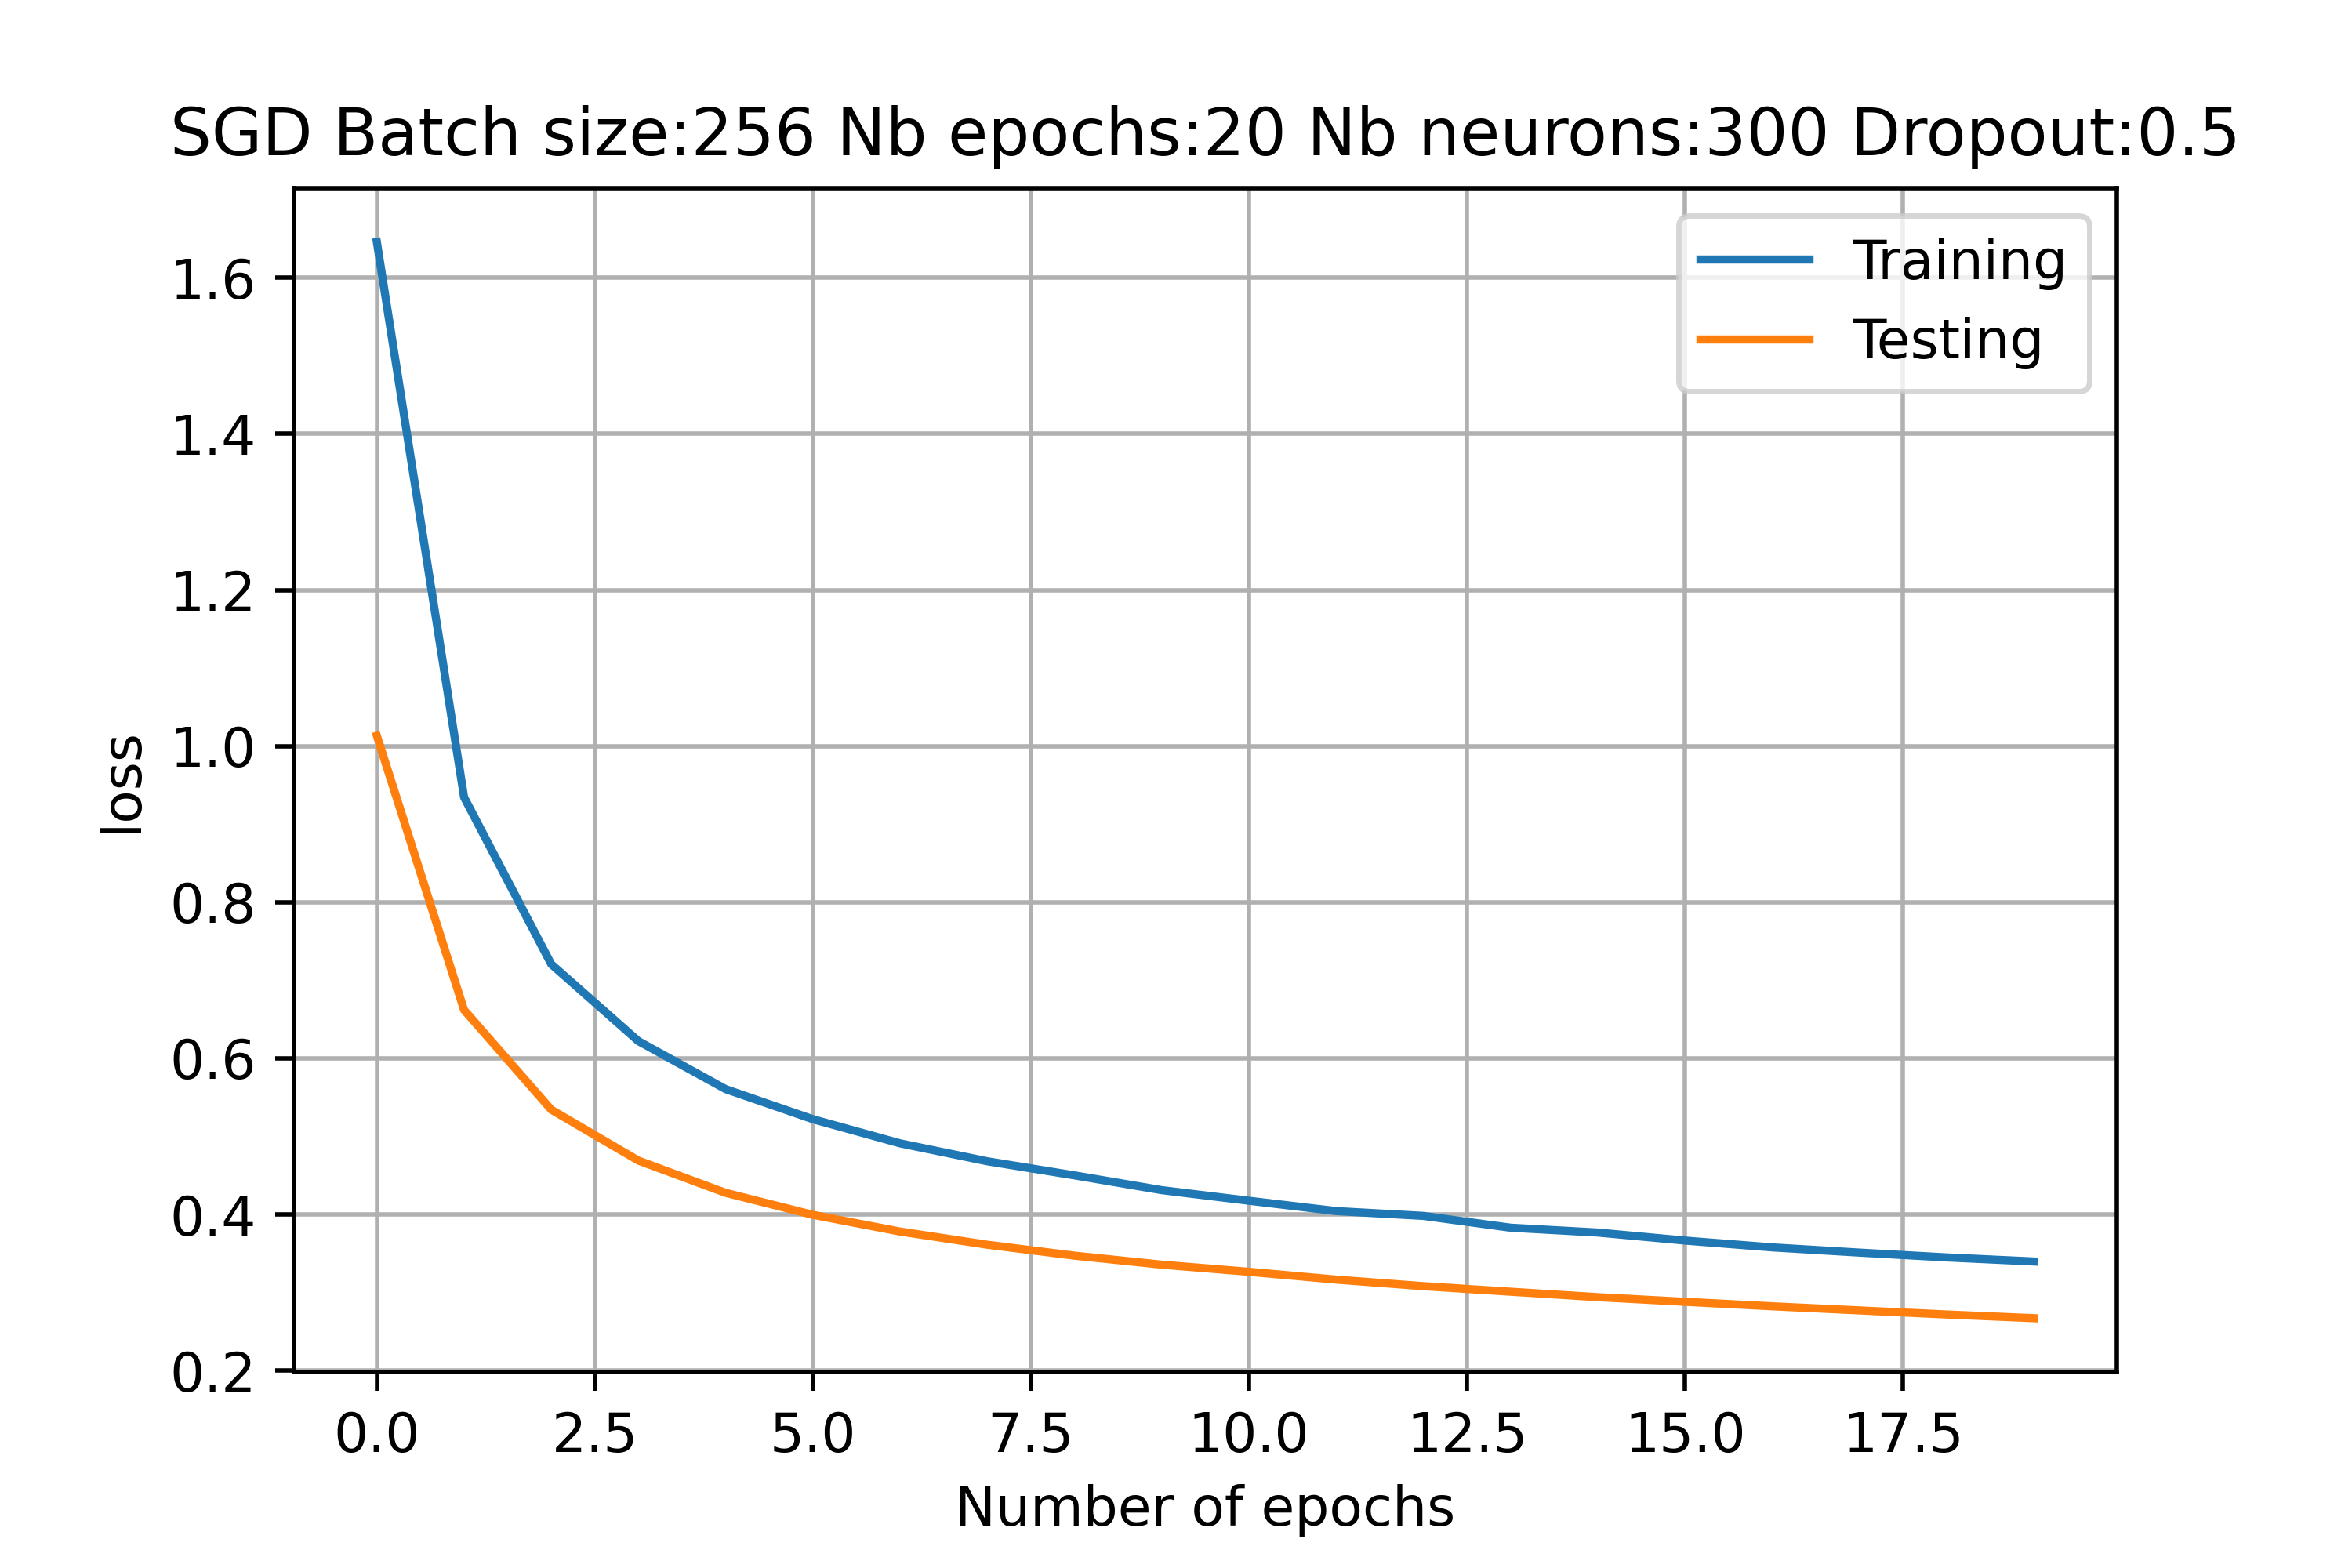 SGD Batch size:256 Nb epochs:20 Nb neurons:300 Dropout:0.5
Training
Testing
1.6
1.4
1.2
1.0
0.8
0.6
0.4
0.2
loss
0.0 2.5 5.0 7.5 10.0 12.5 15.0 17.5
Number of epochs